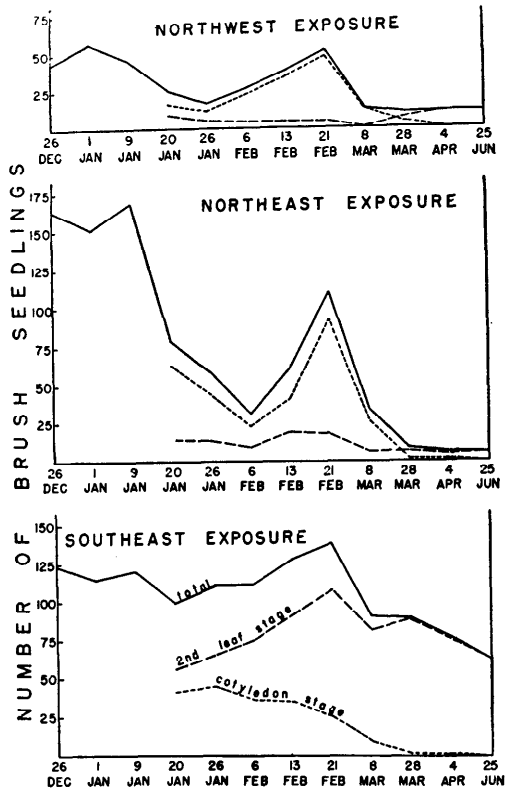 NUMBER OF BRUSH SEEDLINGS
NORTHWEST EXPOSURE
75
50
25
26 1 9 20 26 6 13 21 8 28 4 25
DEC JAN JAN JAN JAN FEB FEB FEB MAR MAR APR JUN
NORTHEAST EXPOSURE
175
150
125
100
75
50
25
26 1 9 20 26 6 13 21 8 28 4 25
DEC JAN JAN JAN JAN FEB FEB FEB MAR MAR APR JUN
SOUTHEAST EXPOSURE
150
125
100
75
50
25
total
2nd leaf stage
cotyledon stage
26 1 9 20 26 6 13 21 8 28 4 25
DEC JAN JAN JAN JAN FEB FEB FEB MAR MAR APR JUN